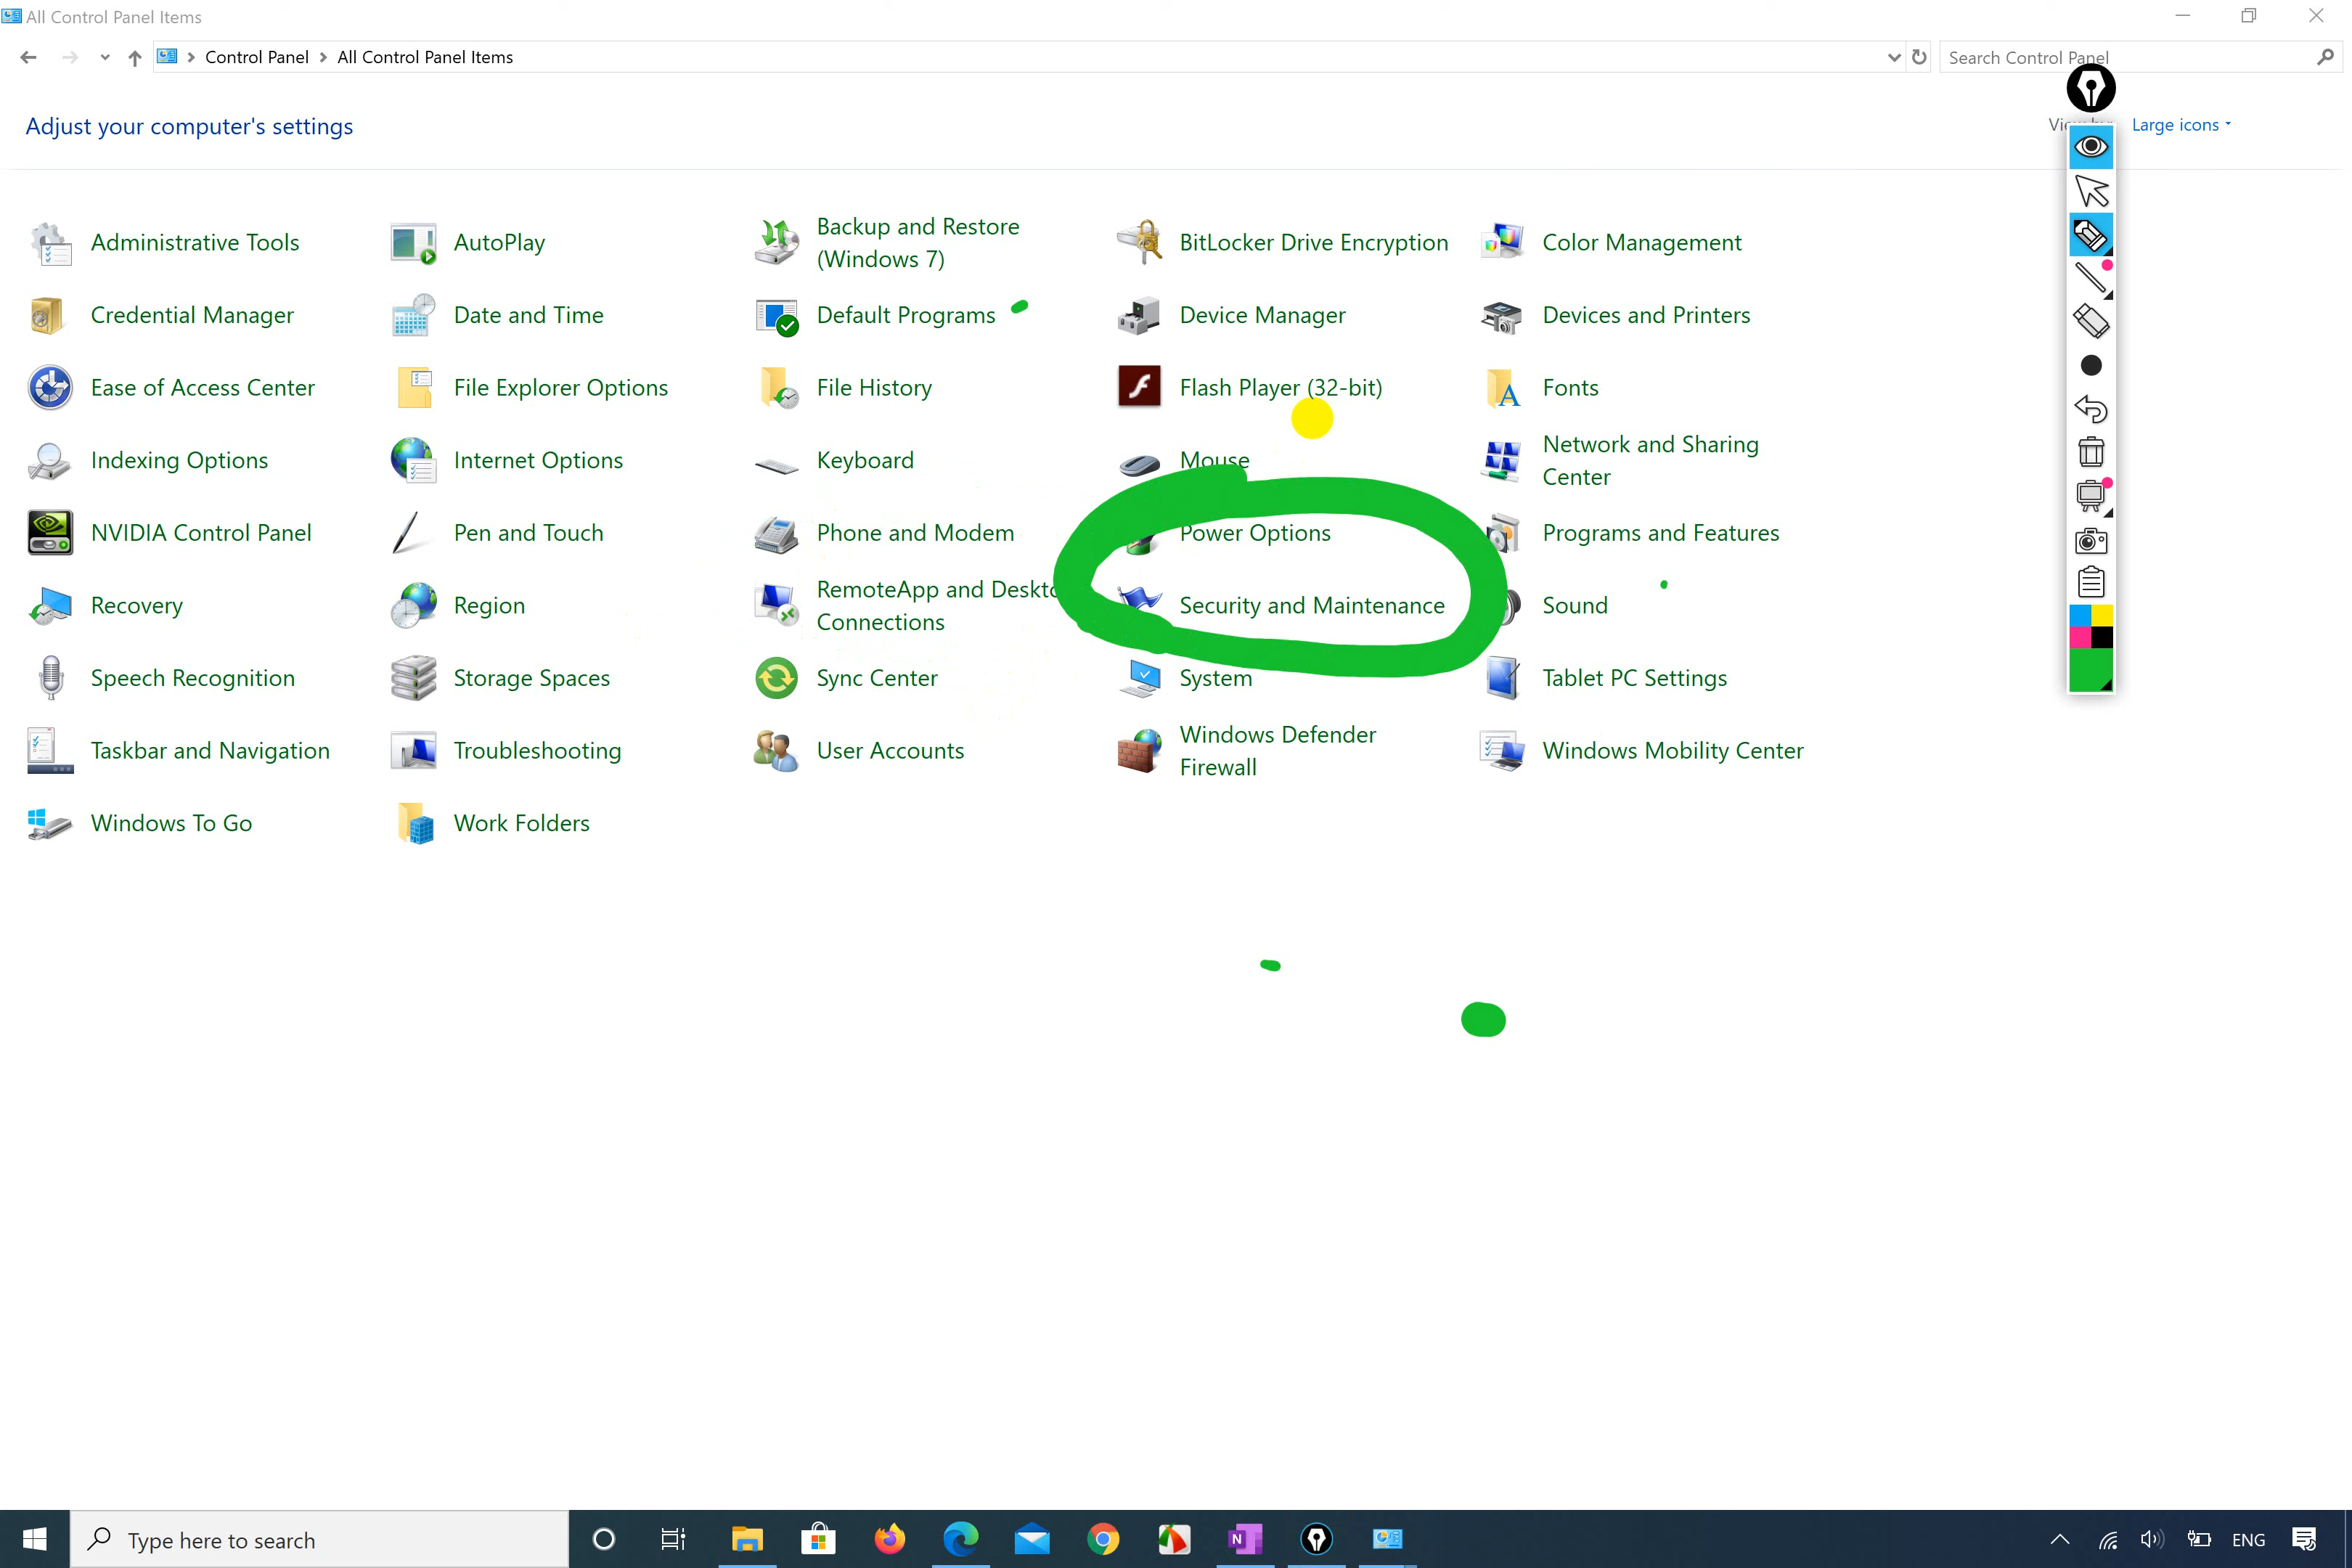 All Control Panel Items
Control Panel
All Control Panel Items
Search Control Panel
Adjust your computer's settings
Large icons
Administrative Tools
AutoPlay
Backup and Restore
(Windows 7)
BitLocker Drive Encryption
Color Management
Credential Manager
Date and Time
Default Programs
Device Manager
Devices and Printers
Ease of Access Center
File Explorer Options
File History
Flash Player (32-bit)
Fonts
Indexing Options
Internet Options
Keyboard
Mouse
Network and Sharing
Center
NVIDIA Control Panel
Pen and Touch
Phone and Modem
Power Options
Programs and Features
Recovery
Region
RemoteApp and Deskto
Connections
Security and Maintenance
Sound
Speech Recognition
Storage Spaces
Sync Center
System
Tablet PC Settings
Taskbar and Navigation
Troubleshooting
User Accounts
Windows Defender
Firewall
Windows Mobility Center
Windows To Go
Work Folders
Type here to search
ENG